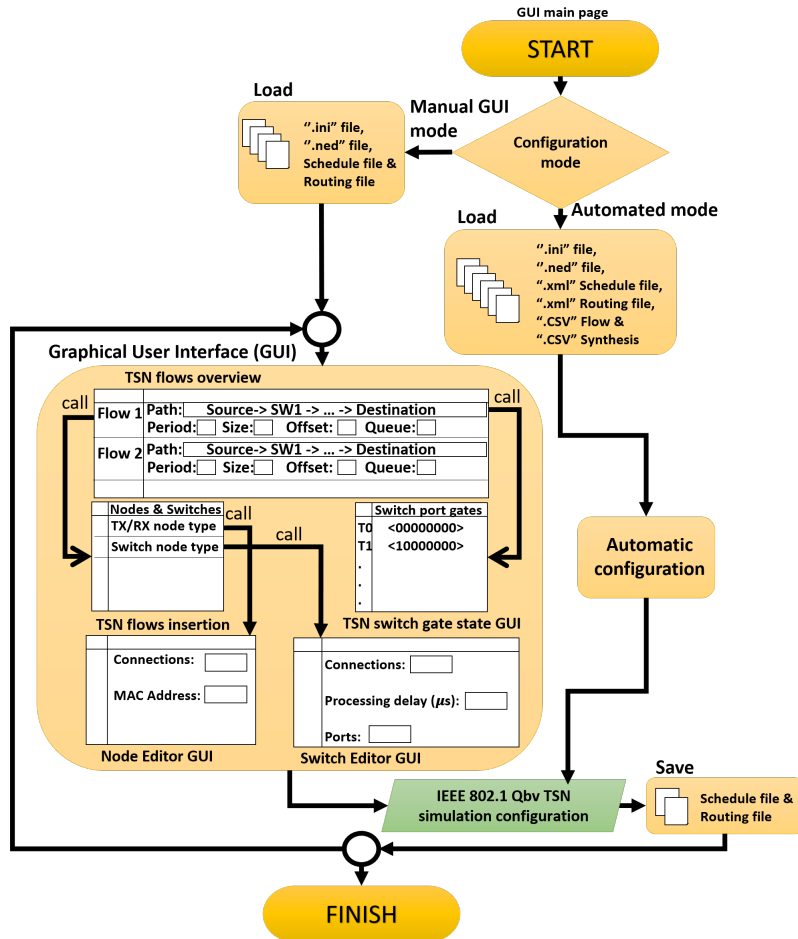 GUI main page
START
Load
Manual GUI
mode
“.ini” file,
“.ned” file,
Schedule file &
Routing file
Configuration
mode
Automated mode
Load
“.ini” file,
“.ned” file,
“.xml” Schedule file,
“.xml” Routing file,
“.CSV” Flow &
“.CSV” Synthesis
Graphical User Interface (GUI)
TSN flows overview
call
call
Flow 1
Path: Source-> SW1 -> ... -> Destination
Period: Size: Offset: Queue:
Flow 2
Path: Source-> SW1 -> ... -> Destination
Period: Size: Offset: Queue:
Nodes & Switches
TX/RX node type
Switch node type
call
call
Switch port gates
T0 <00000000>
T1 <10000000>
.
.
.
TSN flows insertion
TSN switch gate state GUI
Connections:
MAC Address:
Node Editor GUI
Connections:
Processing delay (μs):
Ports:
Switch Editor GUI
Automatic
configuration
IEEE 802.1 Qbv TSN
simulation configuration
Save
Schedule file &
Routing file
FINISH